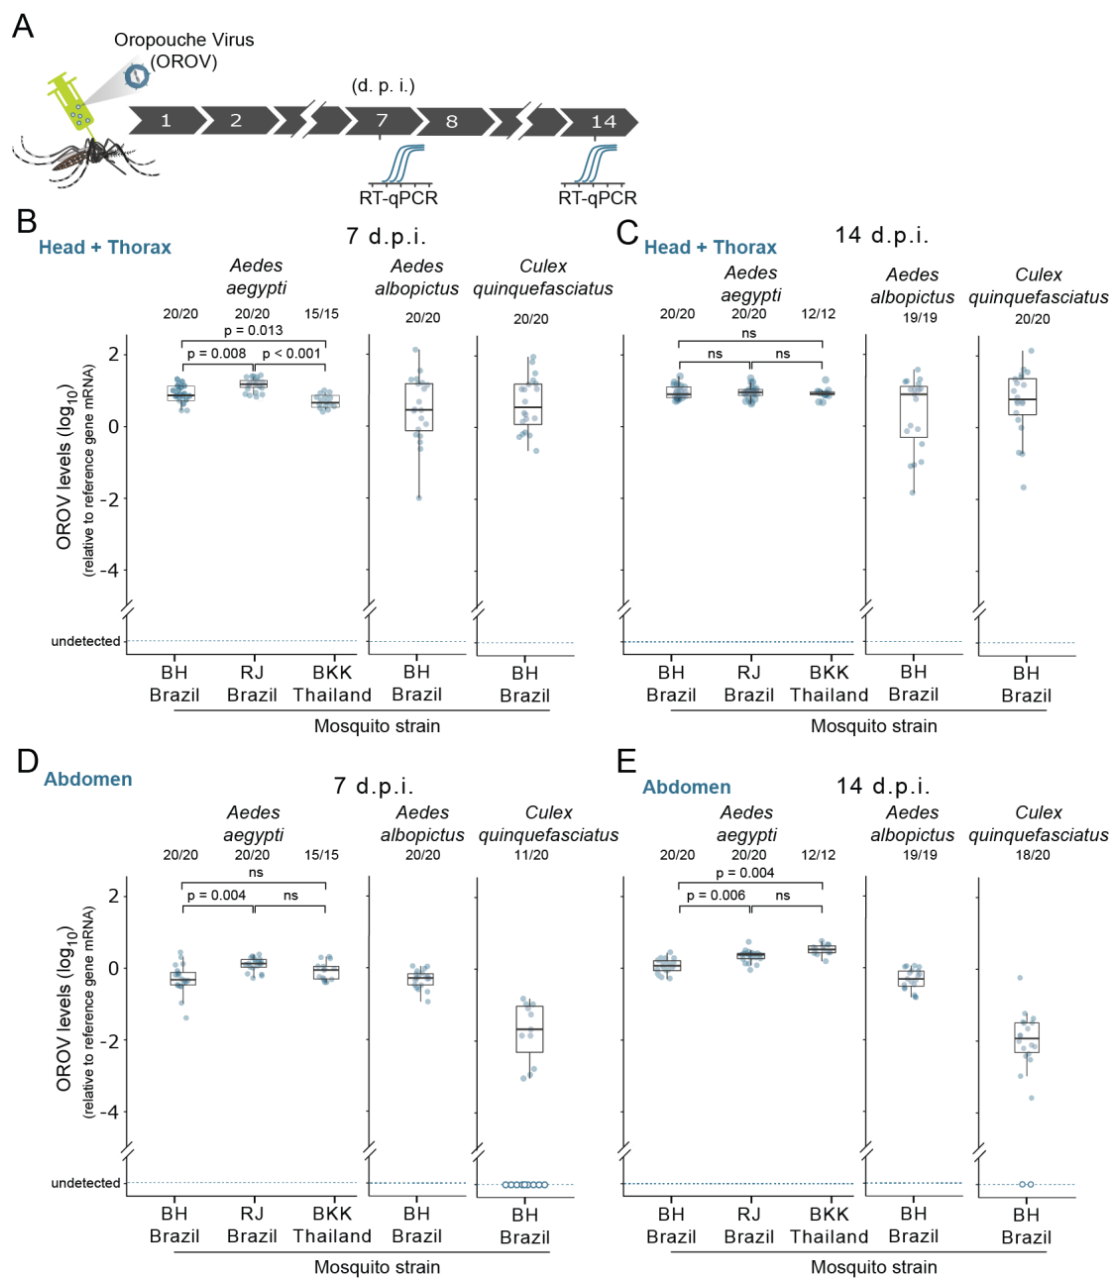 A
Oropouche Virus
(OROV)
(d. p. i.)
1 2 7 8 14
RT-qPCR RT-qPCR
B
Head + Thorax
7 d.p.i.
Aedes
aegypti
Aedes
albopictus
Culex
quinquefasciatus
20/20 20/20 15/15 20/20 20/20
p = 0.013
p = 0.008 p < 0.001
OROV levels (log10)
(relative to reference gene mRNA)
2
0
-2
-4
undetected
BH
Brazil
RJ
Brazil
BKK
Thailand
BH
Brazil
BH
Brazil
Mosquito strain
C
Head + Thorax
14 d.p.i.
Aedes
aegypti
Aedes
albopictus
Culex
quinquefasciatus
20/20 20/20 12/12 19/19 20/20
ns
ns ns
BH
Brazil
RJ
Brazil
BKK
Thailand
BH
Brazil
BH
Brazil
Mosquito strain
D
Abdomen
7 d.p.i.
Aedes
aegypti
Aedes
albopictus
Culex
quinquefasciatus
20/20 20/20 15/15 20/20 11/20
ns
p = 0.004 ns
OROV levels (log10)
(relative to reference gene mRNA)
2
0
-2
-4
undetected
BH
Brazil
RJ
Brazil
BKK
Thailand
BH
Brazil
BH
Brazil
Mosquito strain
E
Abdomen
14 d.p.i.
Aedes
aegypti
Aedes
albopictus
Culex
quinquefasciatus
20/20 20/20 12/12 19/19 18/20
p = 0.004
p = 0.006 ns
BH
Brazil
RJ
Brazil
BKK
Thailand
BH
Brazil
BH
Brazil
Mosquito strain